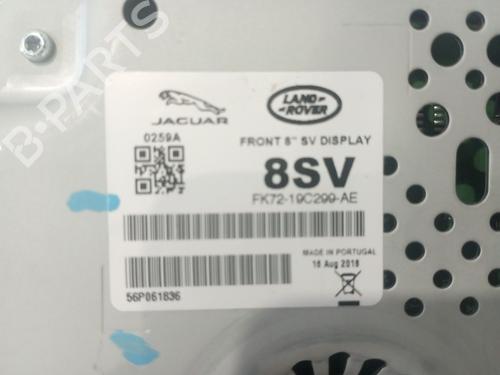 B-PARTS
JAGUAR
LAND ROVER
0259A
FRONT 8" SV DISPLAY
8SV
FK72-19C299-AE
MADE IN PORTUGAL
16 Aug 2016
56P061836